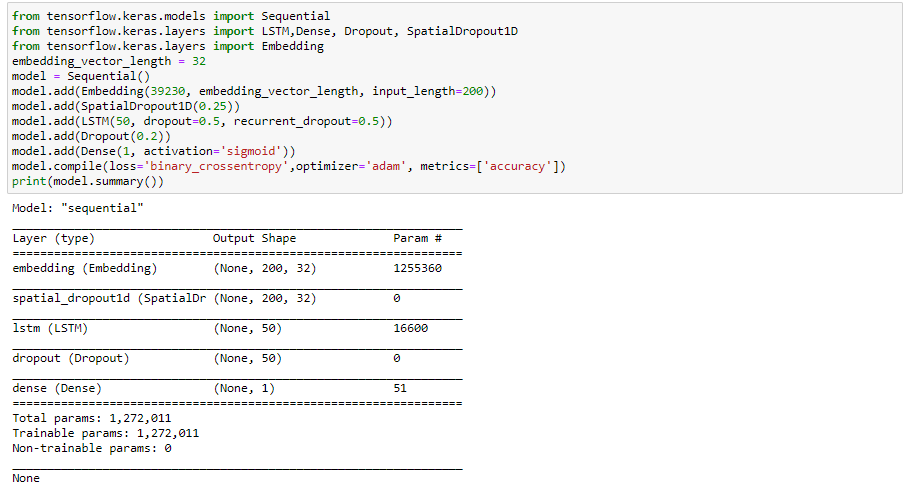 from tensorflow.keras.models import Sequential
from tensorflow.keras.layers import LSTM,Dense, Dropout, SpatialDropout1D
from tensorflow.keras.layers import Embedding
embedding_vector_length = 32
model = Sequential()
model.add(Embedding(39230, embedding_vector_length, input_length=200))
model.add(SpatialDropout1D(0.25))
model.add(LSTM(50, dropout=0.5, recurrent_dropout=0.5))
model.add(Dropout(0.2))
model.add(Dense(1, activation='sigmoid'))
model.compile(loss='binary_crossentropy',optimizer='adam', metrics=['accuracy'])
print(model.summary())
Model: "sequential"
_________________________________________________________________
Layer (type)                 Output Shape              Param #
=================================================================
embedding (Embedding)        (None, 200, 32)           1255360
_________________________________________________________________
spatial_dropout1d (SpatialDr (None, 200, 32)           0
_________________________________________________________________
lstm (LSTM)                  (None, 50)                16600
_________________________________________________________________
dropout (Dropout)            (None, 50)                0
_________________________________________________________________
dense (Dense)                (None, 1)                 51
=================================================================
Total params: 1,272,011
Trainable params: 1,272,011
Non-trainable params: 0
_________________________________________________________________
None